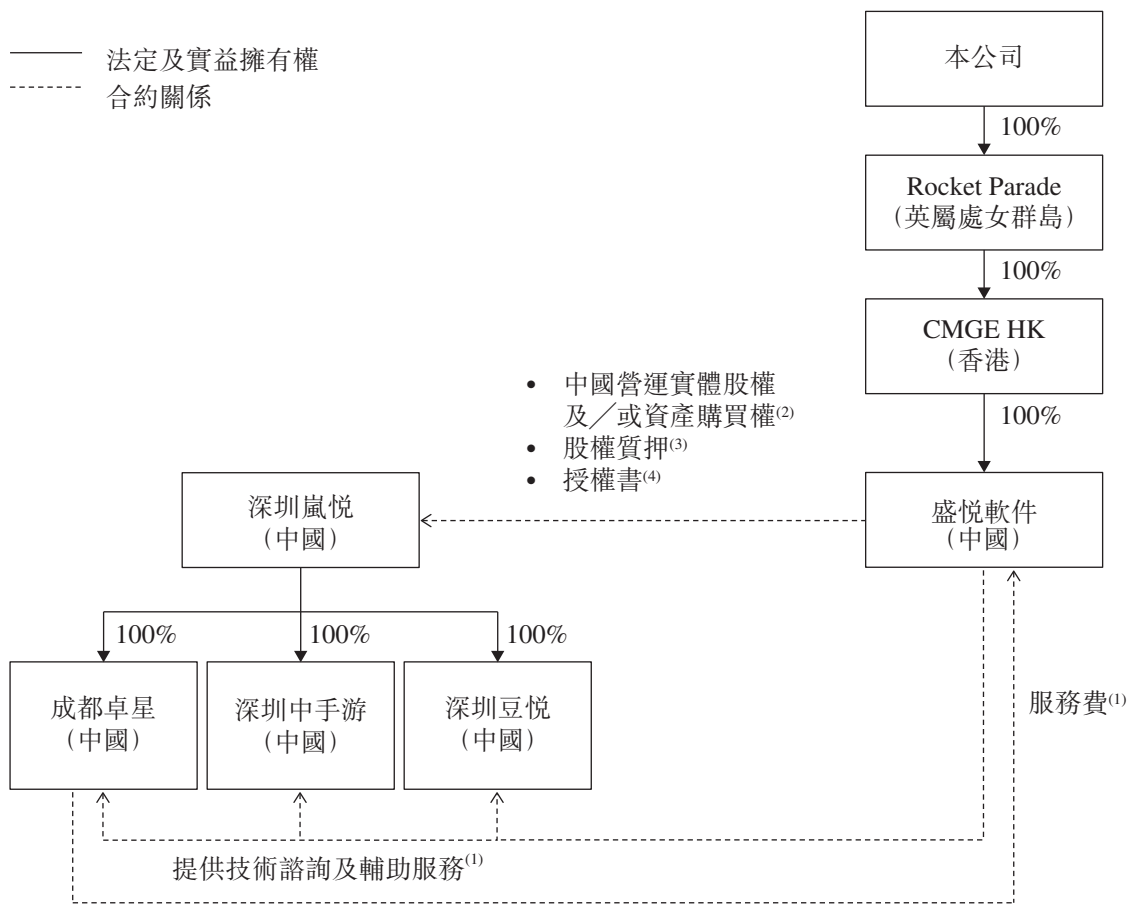 法定及實益擁有權
合約關係
本公司
100%
Rocket Parade
(英屬處女群島)
100%
CMGE HK
(香港)
100%
• 中國營運實體股權
及╱或資產購買權(2)
• 股權質押(3)
• 授權書(4)
深圳嵐悦
(中國)
盛悦軟件
(中國)
100%
100%
100%
成都卓星
(中國)
深圳中手游
(中國)
深圳豆悦
(中國)
服務費(1)
提供技術諮詢及輔助服務(1)